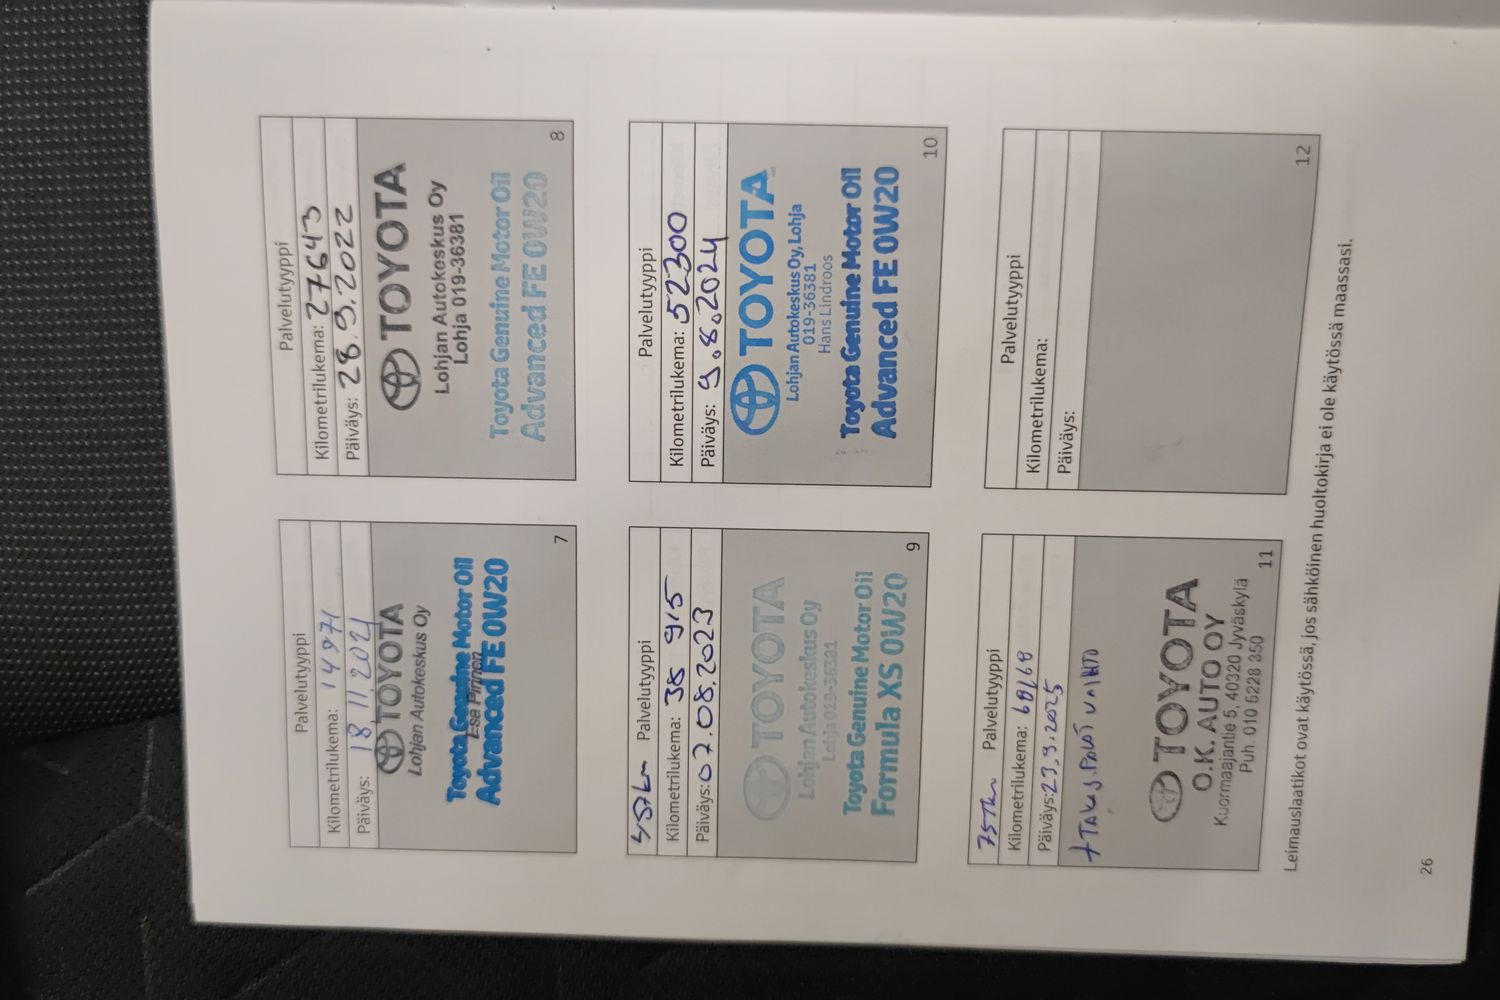 Palvelutyyppi
Kilometrilukema: 14971
Päiväys: 18.11.2021
TOYOTA
Lohjan Autokeskus Oy
Toyota Genuine Motor Oil
Esa Pirinen
Advanced FE 0W20
7
Palvelutyyppi
Kilometrilukema: 27643
Päiväys: 28.9.2022
TOYOTA
Lohjan Autokeskus Oy
Lohja 019-36381
Toyota Genuine Motor Oil
Advanced FE 0W20
8
Palvelutyyppi
Kilometrilukema: 38 915
Päiväys: 07.08.2023
TOYOTA
Lohjan Autokeskus Oy
Lohja 019-36381
Toyota Genuine Motor Oil
Formula XS 0W20
9
Palvelutyyppi
Kilometrilukema: 52300
Päiväys: 9.8.2024
TOYOTA
Lohjan Autokeskus Oy, Lohja
019-36381
Hans Lindroos
Toyota Genuine Motor Oil
Advanced FE 0W20
10
75tkm Palvelutyyppi
Kilometrilukema:
Päiväys: 23.9.2025
TOYOTA
O.K. AUTO OY
Kuormaajantie 5, 40320 Jyväskylä
Puh. 010 5228 350
11
Palvelutyyppi
Kilometrilukema:
Päiväys:
12
Leimauslaatikot ovat käytössä, jos sähköinen huoltokirja ei ole käytössä maassasi.
26